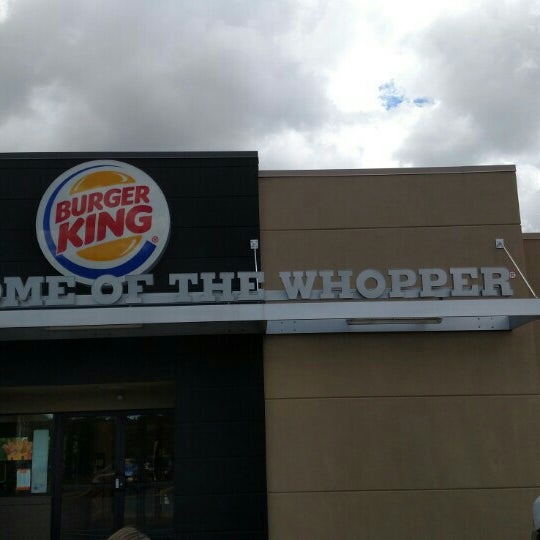 BURGER
KING®
OME OF THE WHOPPER®